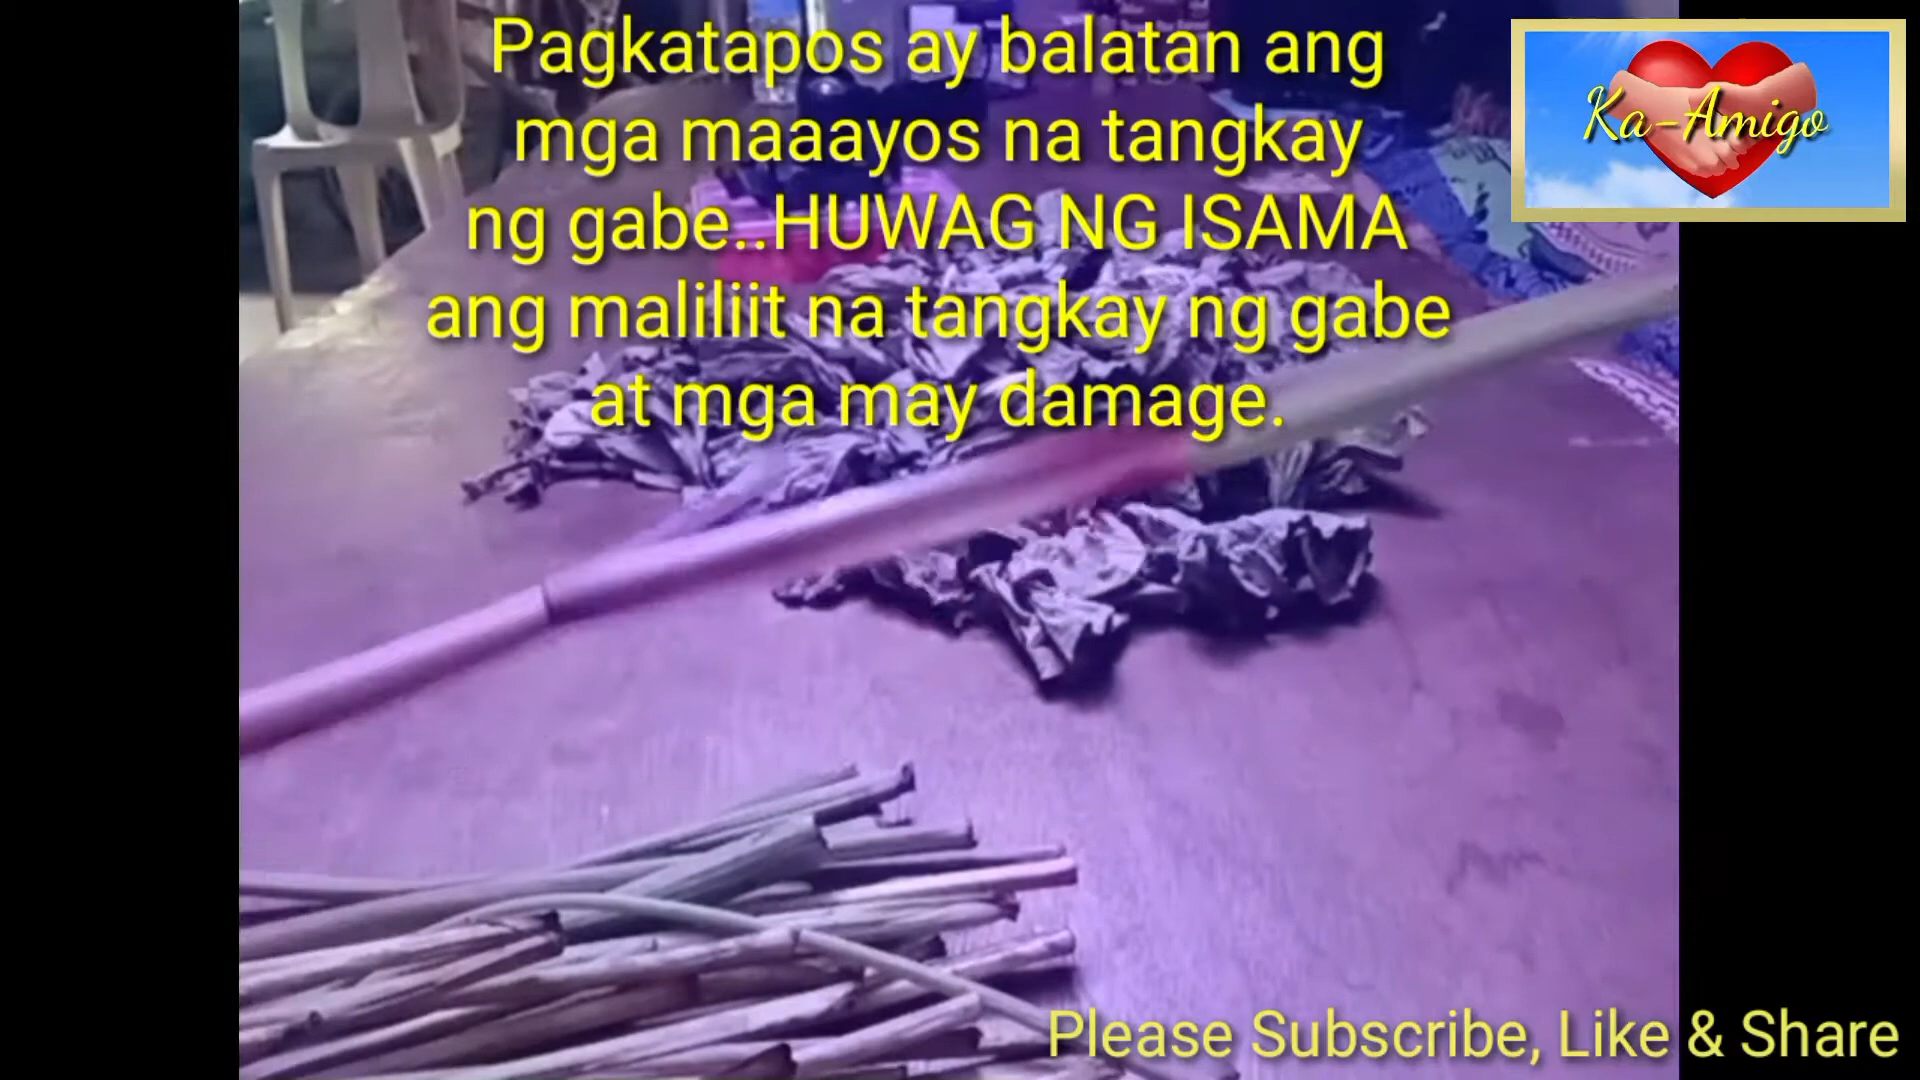 Pagkatapos ay balatan ang
mga maaayos na tangkay
ng gabe..HUWAG NG ISAMA
ang maliliit na tangkay ng gabe
at mga may damage.
Ka-Amigo
Please Subscribe, Like & Share